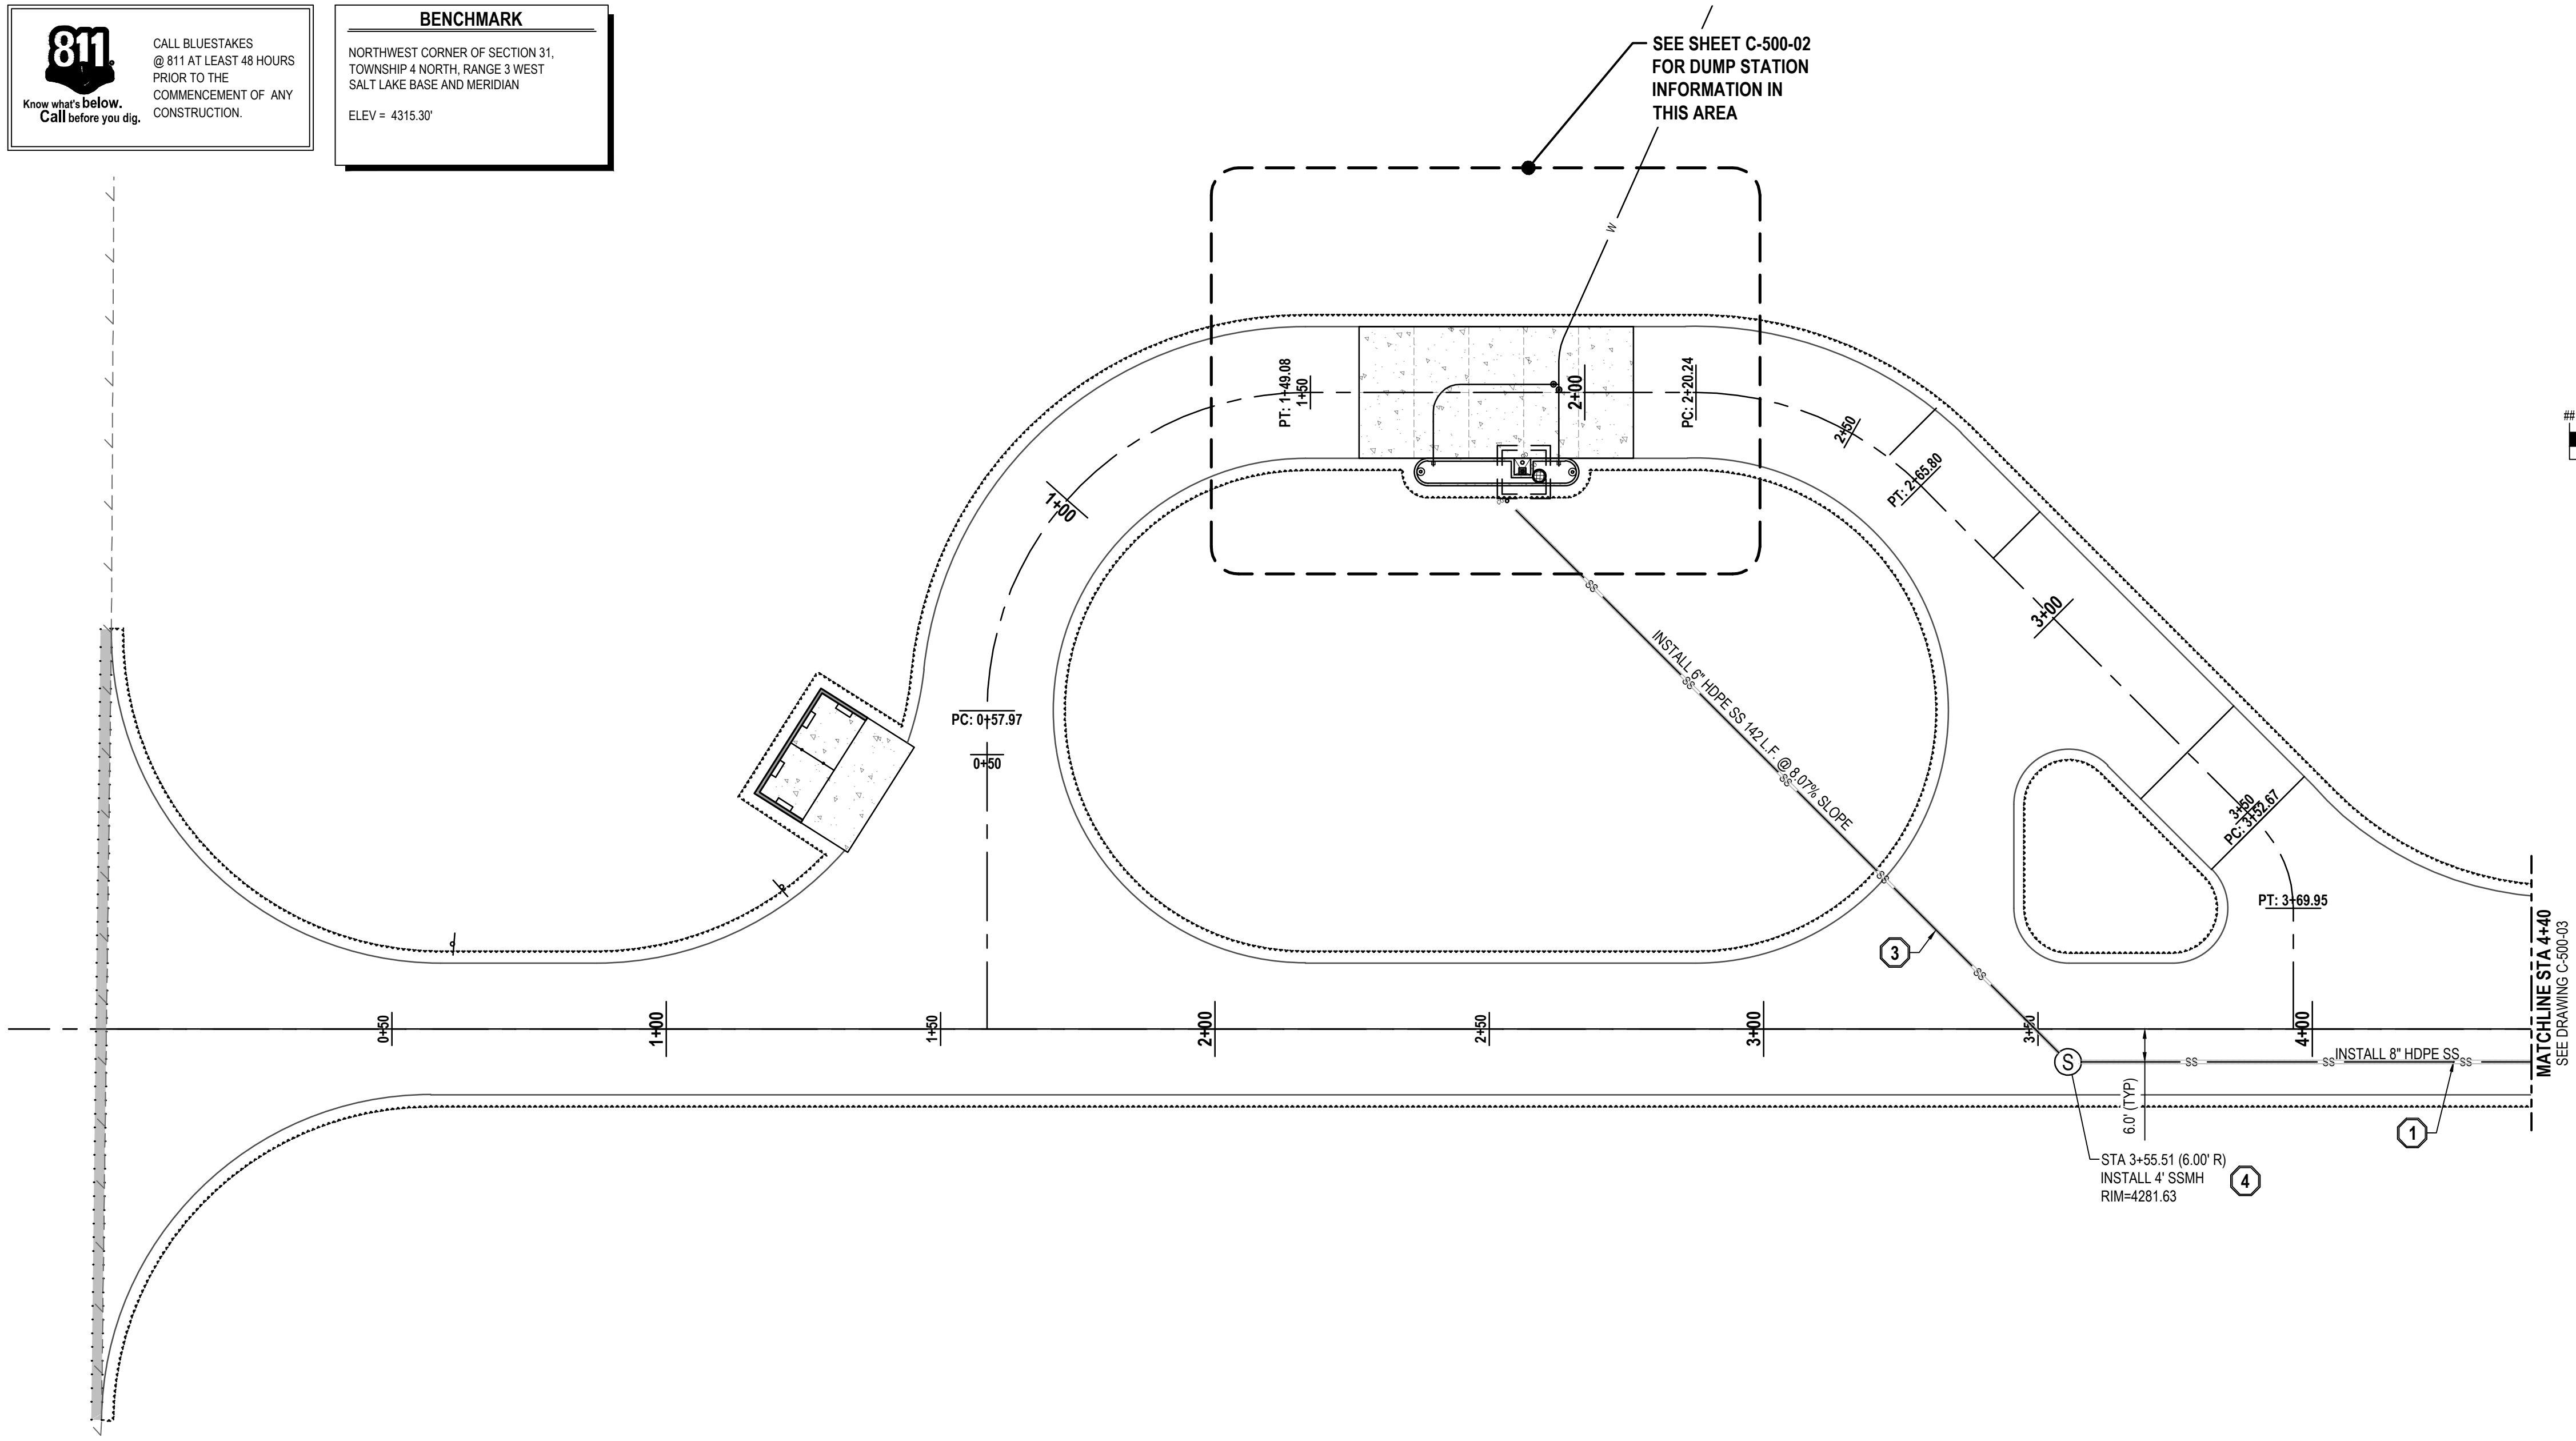 811
Know what's below.
Call before you dig.
CALL BLUESTAKES
@ 811 AT LEAST 48 HOURS
PRIOR TO THE
COMMENCEMENT OF ANY
CONSTRUCTION.
BENCHMARK
NORTHWEST CORNER OF SECTION 31,
TOWNSHIP 4 NORTH, RANGE 3 WEST
SALT LAKE BASE AND MERIDIAN
ELEV = 4315.30'
SEE SHEET C-500-02
FOR DUMP STATION
INFORMATION IN
THIS AREA
W
PT: 1+49.08
1+50
2+00
PC: 2+20.24
2+50
PT: 2+65.80
1+00
3+00
PC: 0+57.97
0+50
SS
INSTALL 6" HDPE SS 142 L.F. @ 8.07% SLOPE
SS
SS
SS
SS
3+50
PC: 3+52.67
PT: 3+69.95
3
0+50
1+00
1+50
2+00
2+50
3+00
3+50
4+00
S
SS
SS
INSTALL 8" HDPE SS
SS
MATCHLINE STA 4+40
SEE DRAWING C-500-03
6.0' (TYP)
1
STA 3+55.51 (6.00' R)
INSTALL 4' SSMH
RIM=4281.63
4
##